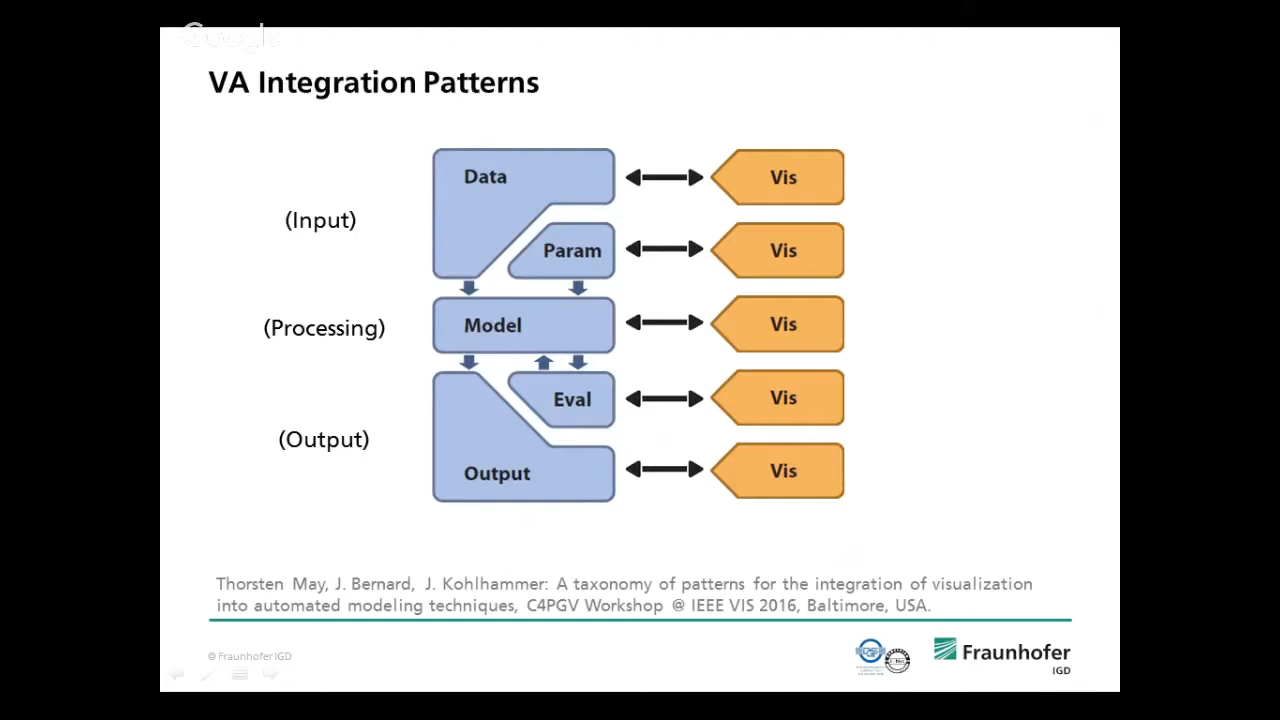 Google
VA Integration Patterns
Data
Vis
(Input)
Param
Vis
(Processing)
Model
Vis
Eval
Vis
(Output)
Output
Vis
Thorsten May, J. Bernard, J. Kohlhammer: A taxonomy of patterns for the integration of visualization
into automated modeling techniques, C4PGV Workshop @ IEEE VIS 2016, Baltimore, USA.
© Fraunhofer IGD
Fraunhofer
IGD